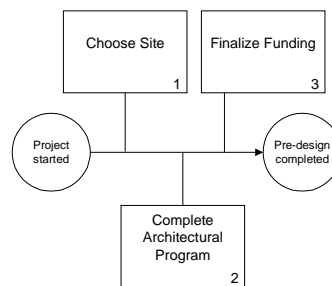 Choose Site
1
Finalize Funding
3
Project
started
Pre-design
completed
Complete
Architectural
Program
2